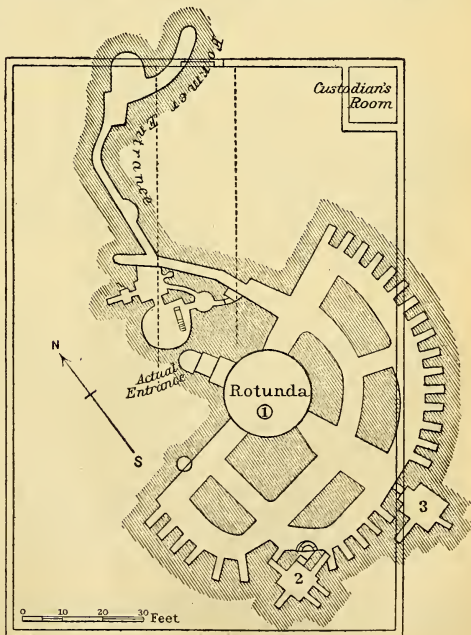 Former Entrance
Custodian's
Room
Actual
Entrance
Rotunda
1
N
S
3
2
0 10 20 30 Feet